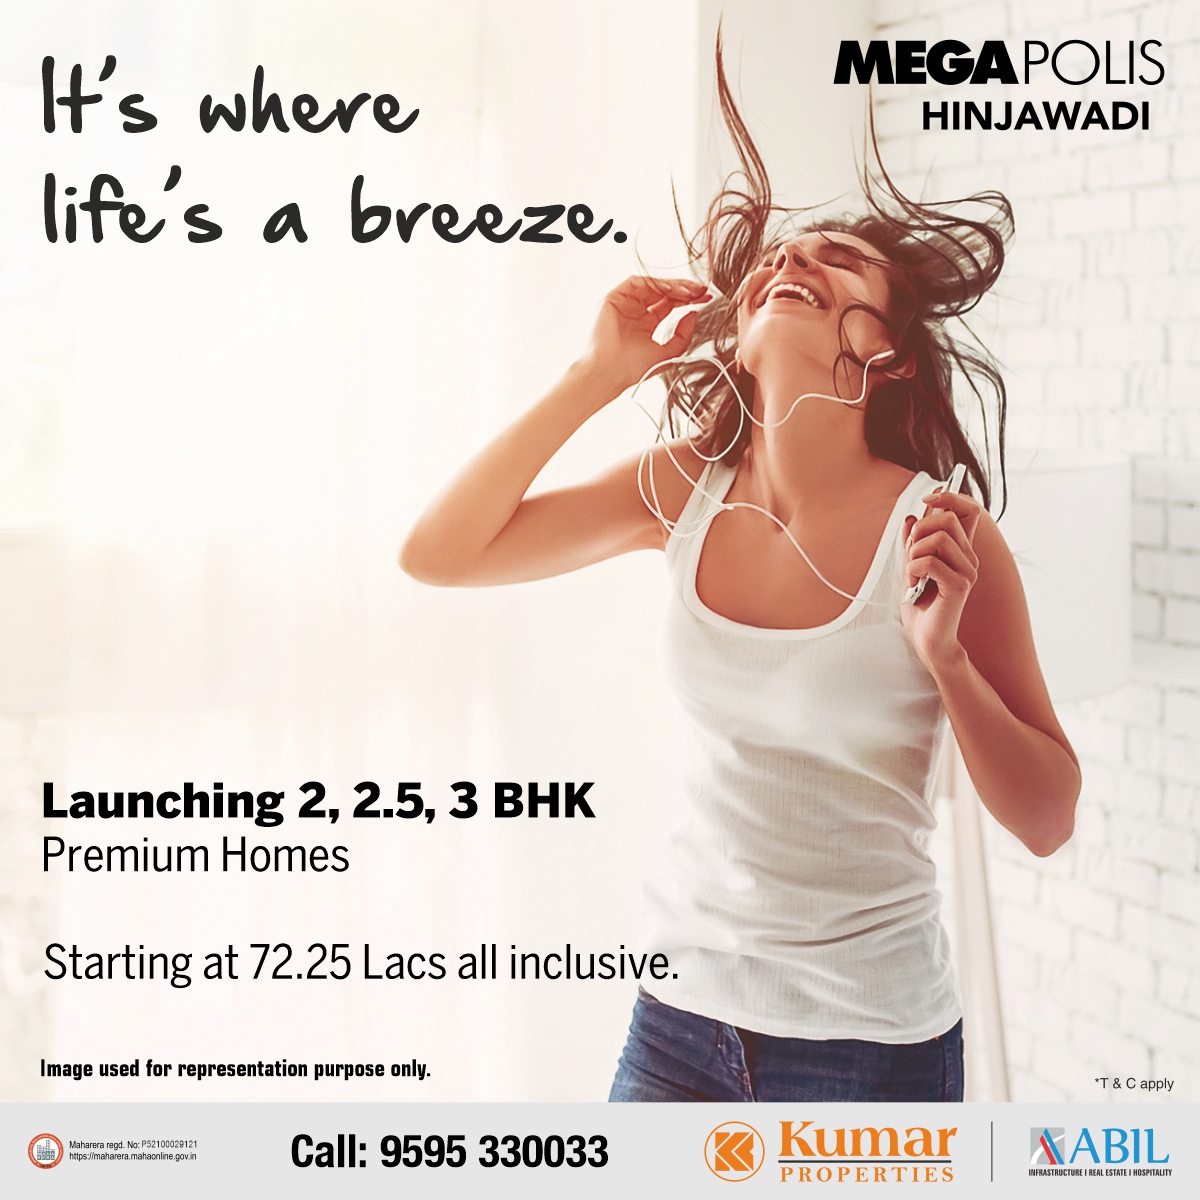 It's where
life's a breeze.
MEGAPOLIS
HINJAWADI
Launching 2, 2.5, 3 BHK
Premium Homes
Starting at 72.25 Lacs all inclusive.
Image used for representation purpose only.
*T & C apply
Maharera regd. No: P52100029121
https://maharera.mahaonline.gov.in
Call: 9595 330033
Kumar
PROPERTIES
ABIL
INFRASTRUCTURE I REAL ESTATE I HOSPITALITY